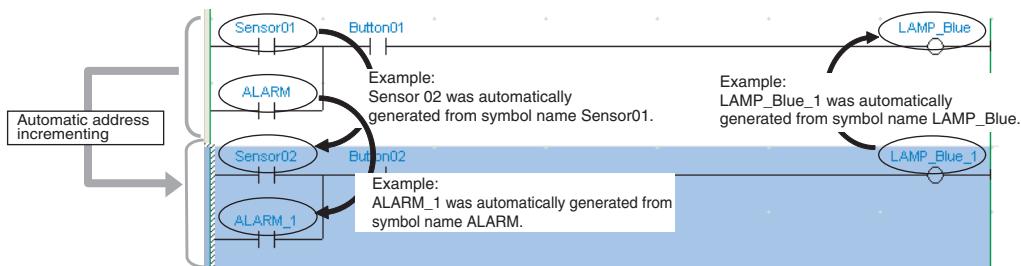 Sensor01
Button01
LAMP_Blue
Example:
Sensor 02 was automatically
generated from symbol name Sensor01.
Example:
LAMP_Blue_1 was automatically
generated from symbol name LAMP_Blue.
ALARM
Automatic address
incrementing
Sensor02
Button02
LAMP_Blue_1
Example:
ALARM_1 was automatically generated from
symbol name ALARM.
ALARM_1